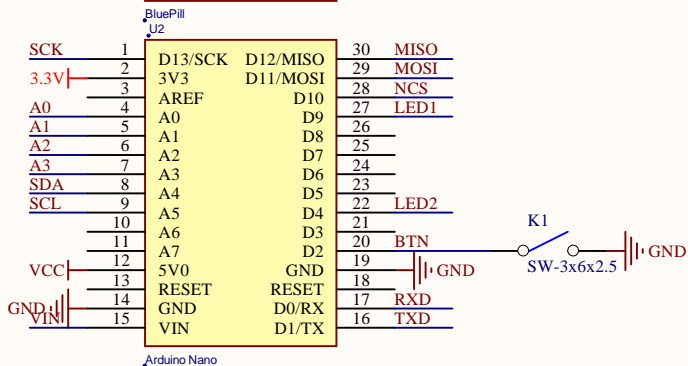 BluePill
U2
SCK 1 D13/SCK D12/MISO 30 MISO
3.3V 2 3V3 D11/MOSI 29 MOSI
3 AREF D10 28 NCS
A0 4 A0 D9 27 LED1
A1 5 A1 D8 26
A2 6 A2 D7 25
A3 7 A3 D6 24
SDA 8 A4 D5 23
SCL 9 A5 D4 22 LED2
10 A6 D3 21
K1
11 A7 D2 20 BTN
GND
VCC 12 5V0 GND 19 GND
SW-3x6x2.5
13 RESET RESET 18
GND 14 GND D0/RX 17 RXD
VIN 15 VIN D1/TX 16 TXD
Arduino Nano